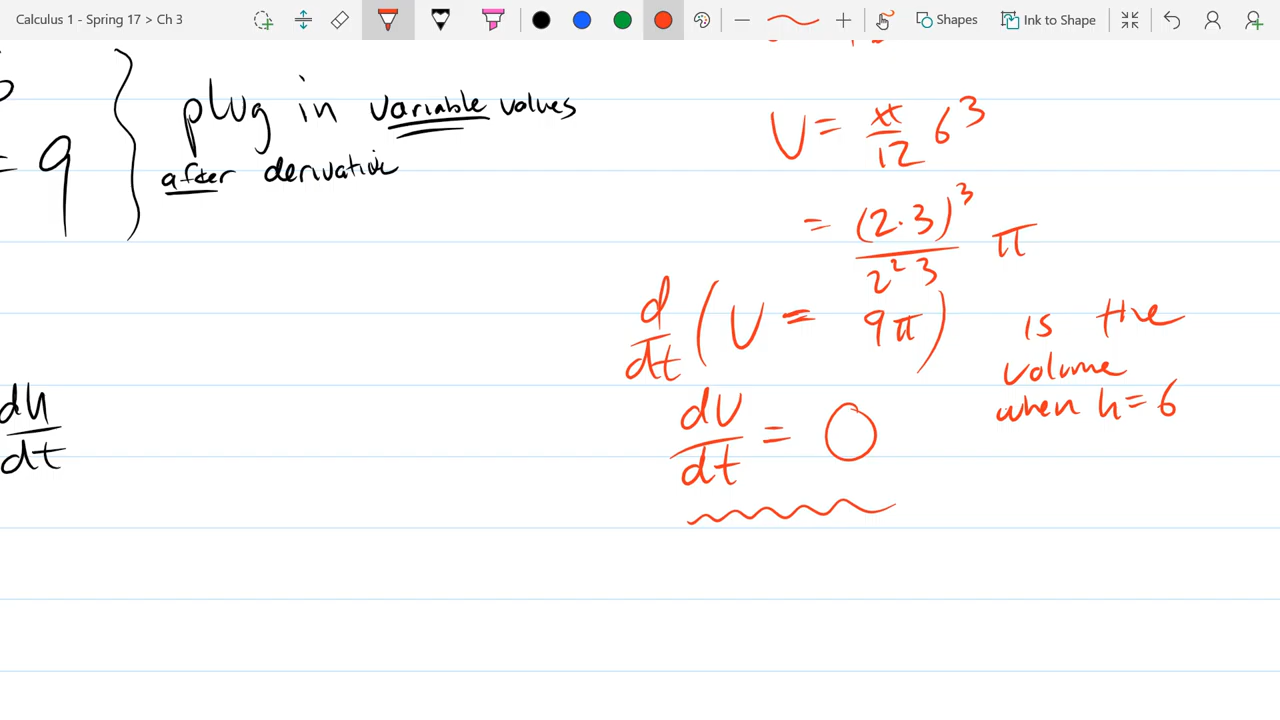 Calculus 1 - Spring 17 > Ch 3
Shapes
Ink to Shape
plug in variable values
after derivative
= 9
dh
dt
V = π/12 6³
= (2·3)³/2²3 π
d/dt (V = 9π) is the
volume
when h = 6
dV/dt = 0